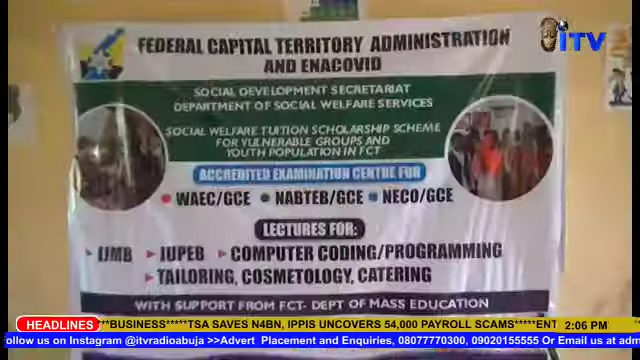 iTV
FEDERAL CAPITAL TERRITORY ADMINISTRATION
AND ENACOVID
SOCIAL DEVELOPMENT SECRETARIAT
DEPARTMENT OF SOCIAL WELFARE SERVICES
SOCIAL WELFARE TUITION SCHOLARSHIP SCHEME
FOR VULNERABLE GROUPS AND
YOUTH POPULATION IN FCT
ACCREDITED EXAMINATION CENTRE FOR
WAEC/GCE NABTEB/GCE NECO/GCE
LECTURES FOR:
IJMB JUPEB COMPUTER CODING/PROGRAMMING
TAILORING, COSMETOLOGY, CATERING
WITH SUPPORT FROM FCT- DEPT OF MASS EDUCATION
HEADLINES **BUSINESS*****TSA SAVES N4BN, IPPIS UNCOVERS 54,000 PAYROLL SCAMS*****ENT 2:06 PM
ollow us on Instagram @itvradioabuja >>Advert Placement and Enquiries, 08077770300, 09020155555 Or Email us at adm